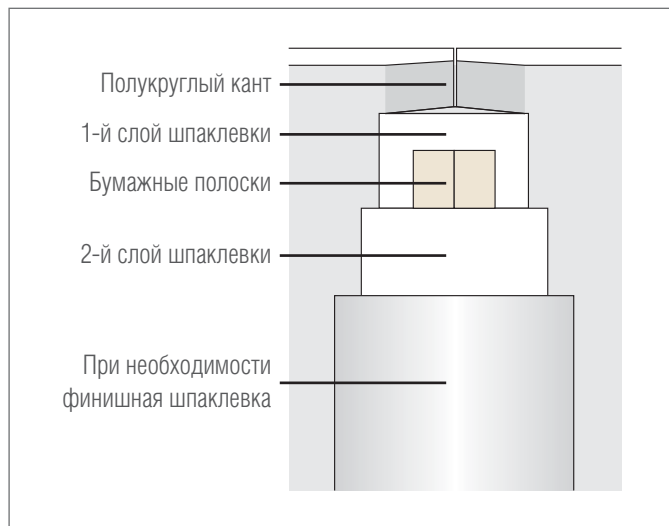 Полукруглый кант
1-й слой шпаклевки
Бумажные полоски
2-й слой шпаклевки
При необходимости
финишная шпаклевка